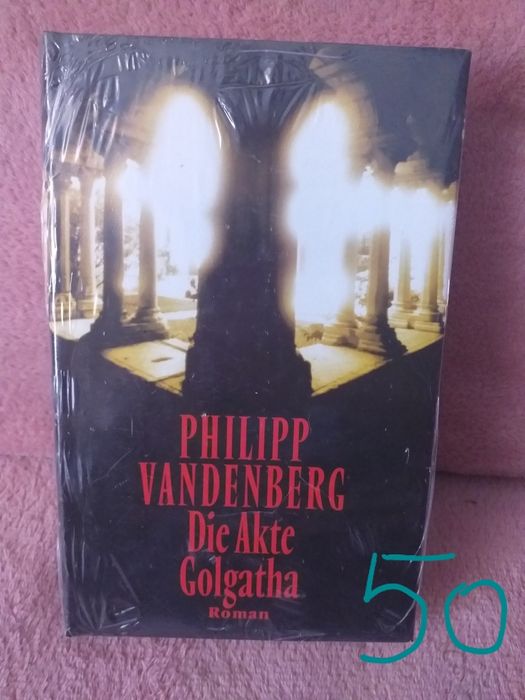 PHILIPP
VANDENBERG
Die Akte
Golgatha
Roman
50